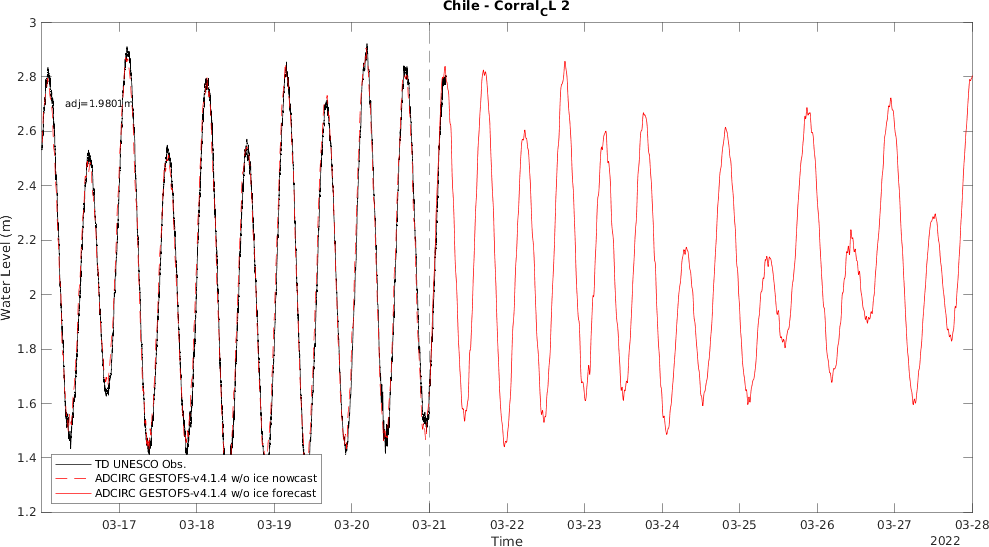 Chile - Corral_CL 2
3
2.8
2.6
2.4
2.2
2
1.8
1.6
1.4
1.2
Water Level (m)
adj=1.9801m
TD UNESCO Obs.
ADCIRC GESTOFS-v4.1.4 w/o ice nowcast
ADCIRC GESTOFS-v4.1.4 w/o ice forecast
03-17 03-18 03-19 03-20 03-21 03-22 03-23 03-24 03-25 03-26 03-27 03-28
Time
2022